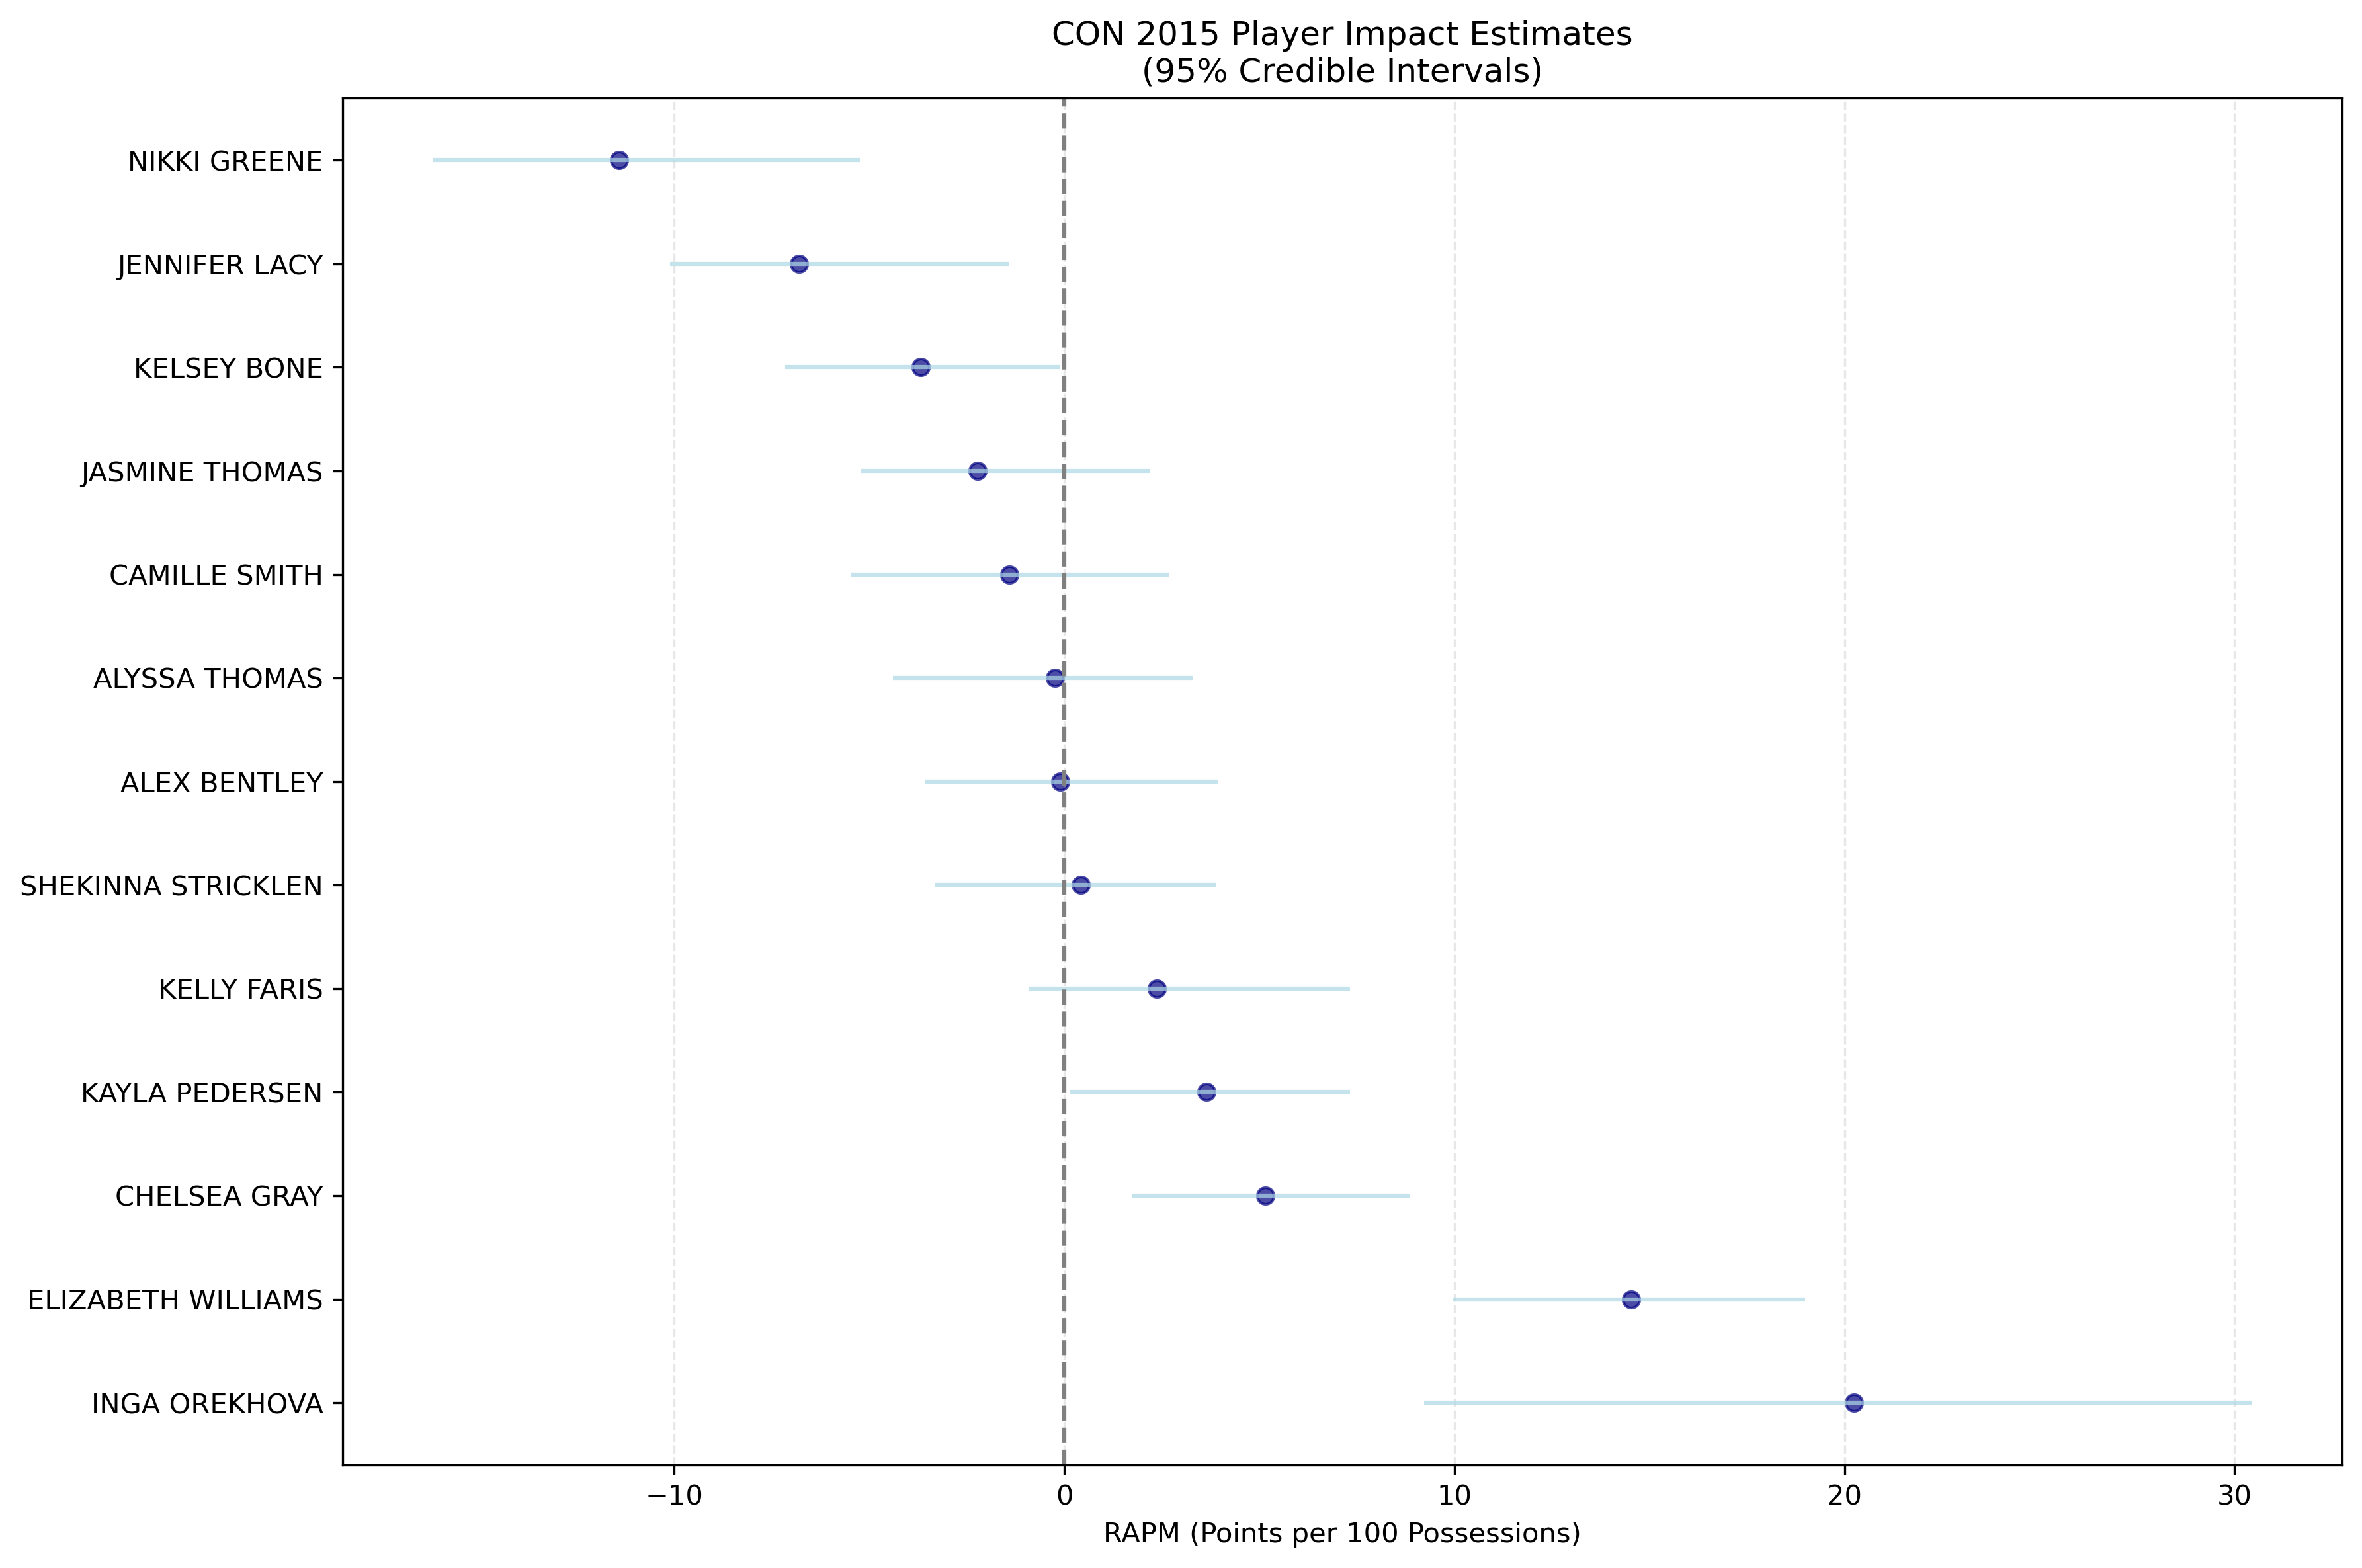 CON 2015 Player Impact Estimates
(95% Credible Intervals)
NIKKI GREENE
JENNIFER LACY
KELSEY BONE
JASMINE THOMAS
CAMILLE SMITH
ALYSSA THOMAS
ALEX BENTLEY
SHEKINNA STRICKLEN
KELLY FARIS
KAYLA PEDERSEN
CHELSEA GRAY
ELIZABETH WILLIAMS
INGA OREKHOVA
−10 0 10 20 30
RAPM (Points per 100 Possessions)